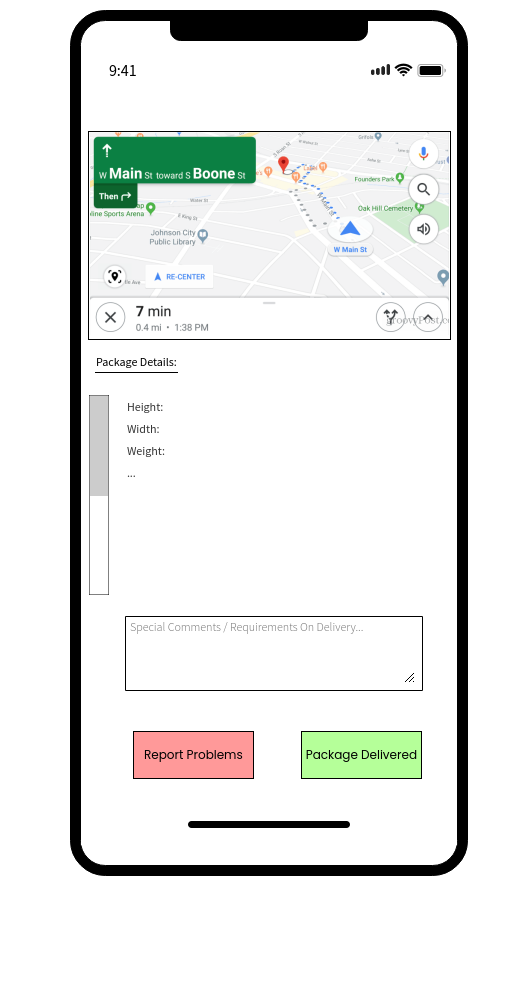 9:41
W Main St toward S Boone St
Then
Founders Park
Oak Hill Cemetery
Sports Arena
E King St
Johnson City
Public Library
W Main St
RE-CENTER
7 min
0.4 mi • 1:38 PM
groovyPost.c
Package Details:
Height:
Width:
Weight:
...
Special Comments / Requirements On Delivery...
Report Problems
Package Delivered